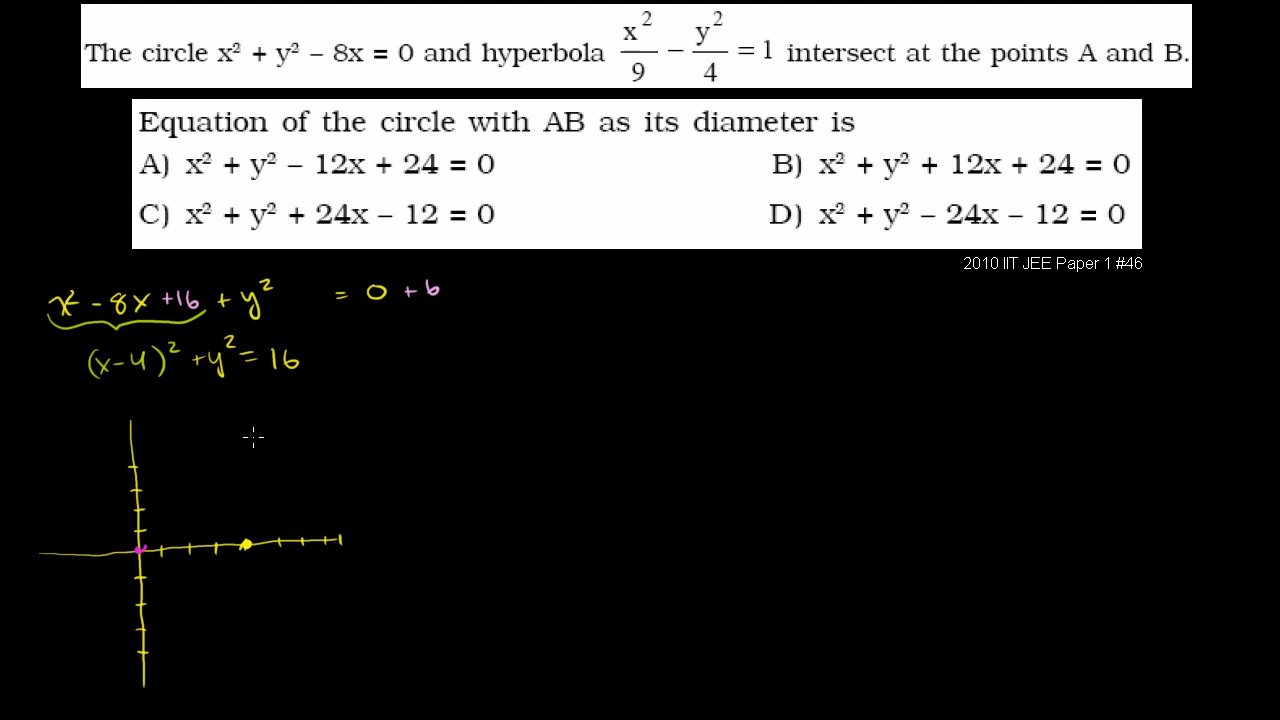 The circle x² + y² – 8x = 0 and hyperbola x²/9 − y²/4 = 1 intersect at the points A and B.
Equation of the circle with AB as its diameter is
A) x² + y² – 12x + 24 = 0 B) x² + y² + 12x + 24 = 0
C) x² + y² + 24x – 12 = 0 D) x² + y² – 24x – 12 = 0
2010 IIT JEE Paper 1 #46
x² - 8x +16 + y² = 0 + 6
(x-4)² + y² = 16